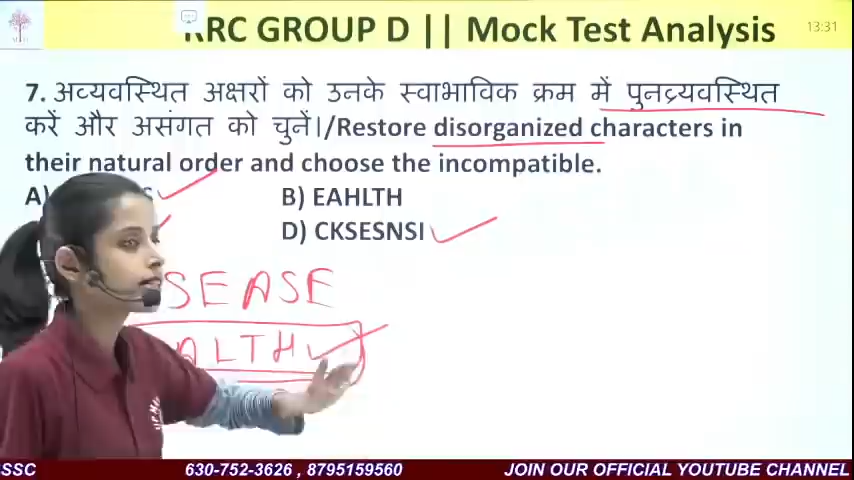 RRC GROUP D || Mock Test Analysis
13:31
7. अव्यवस्थित अक्षरों को उनके स्वाभाविक क्रम में पुनव्र्यवस्थित
करें और असंगत को चुनें।/Restore disorganized characters in
their natural order and choose the incompatible.
A) S B) EAHLTH
D) CKSESNSI
SEASE
ALTH
SSC 630-752-3626 , 8795159560 JOIN OUR OFFICIAL YOUTUBE CHANNEL